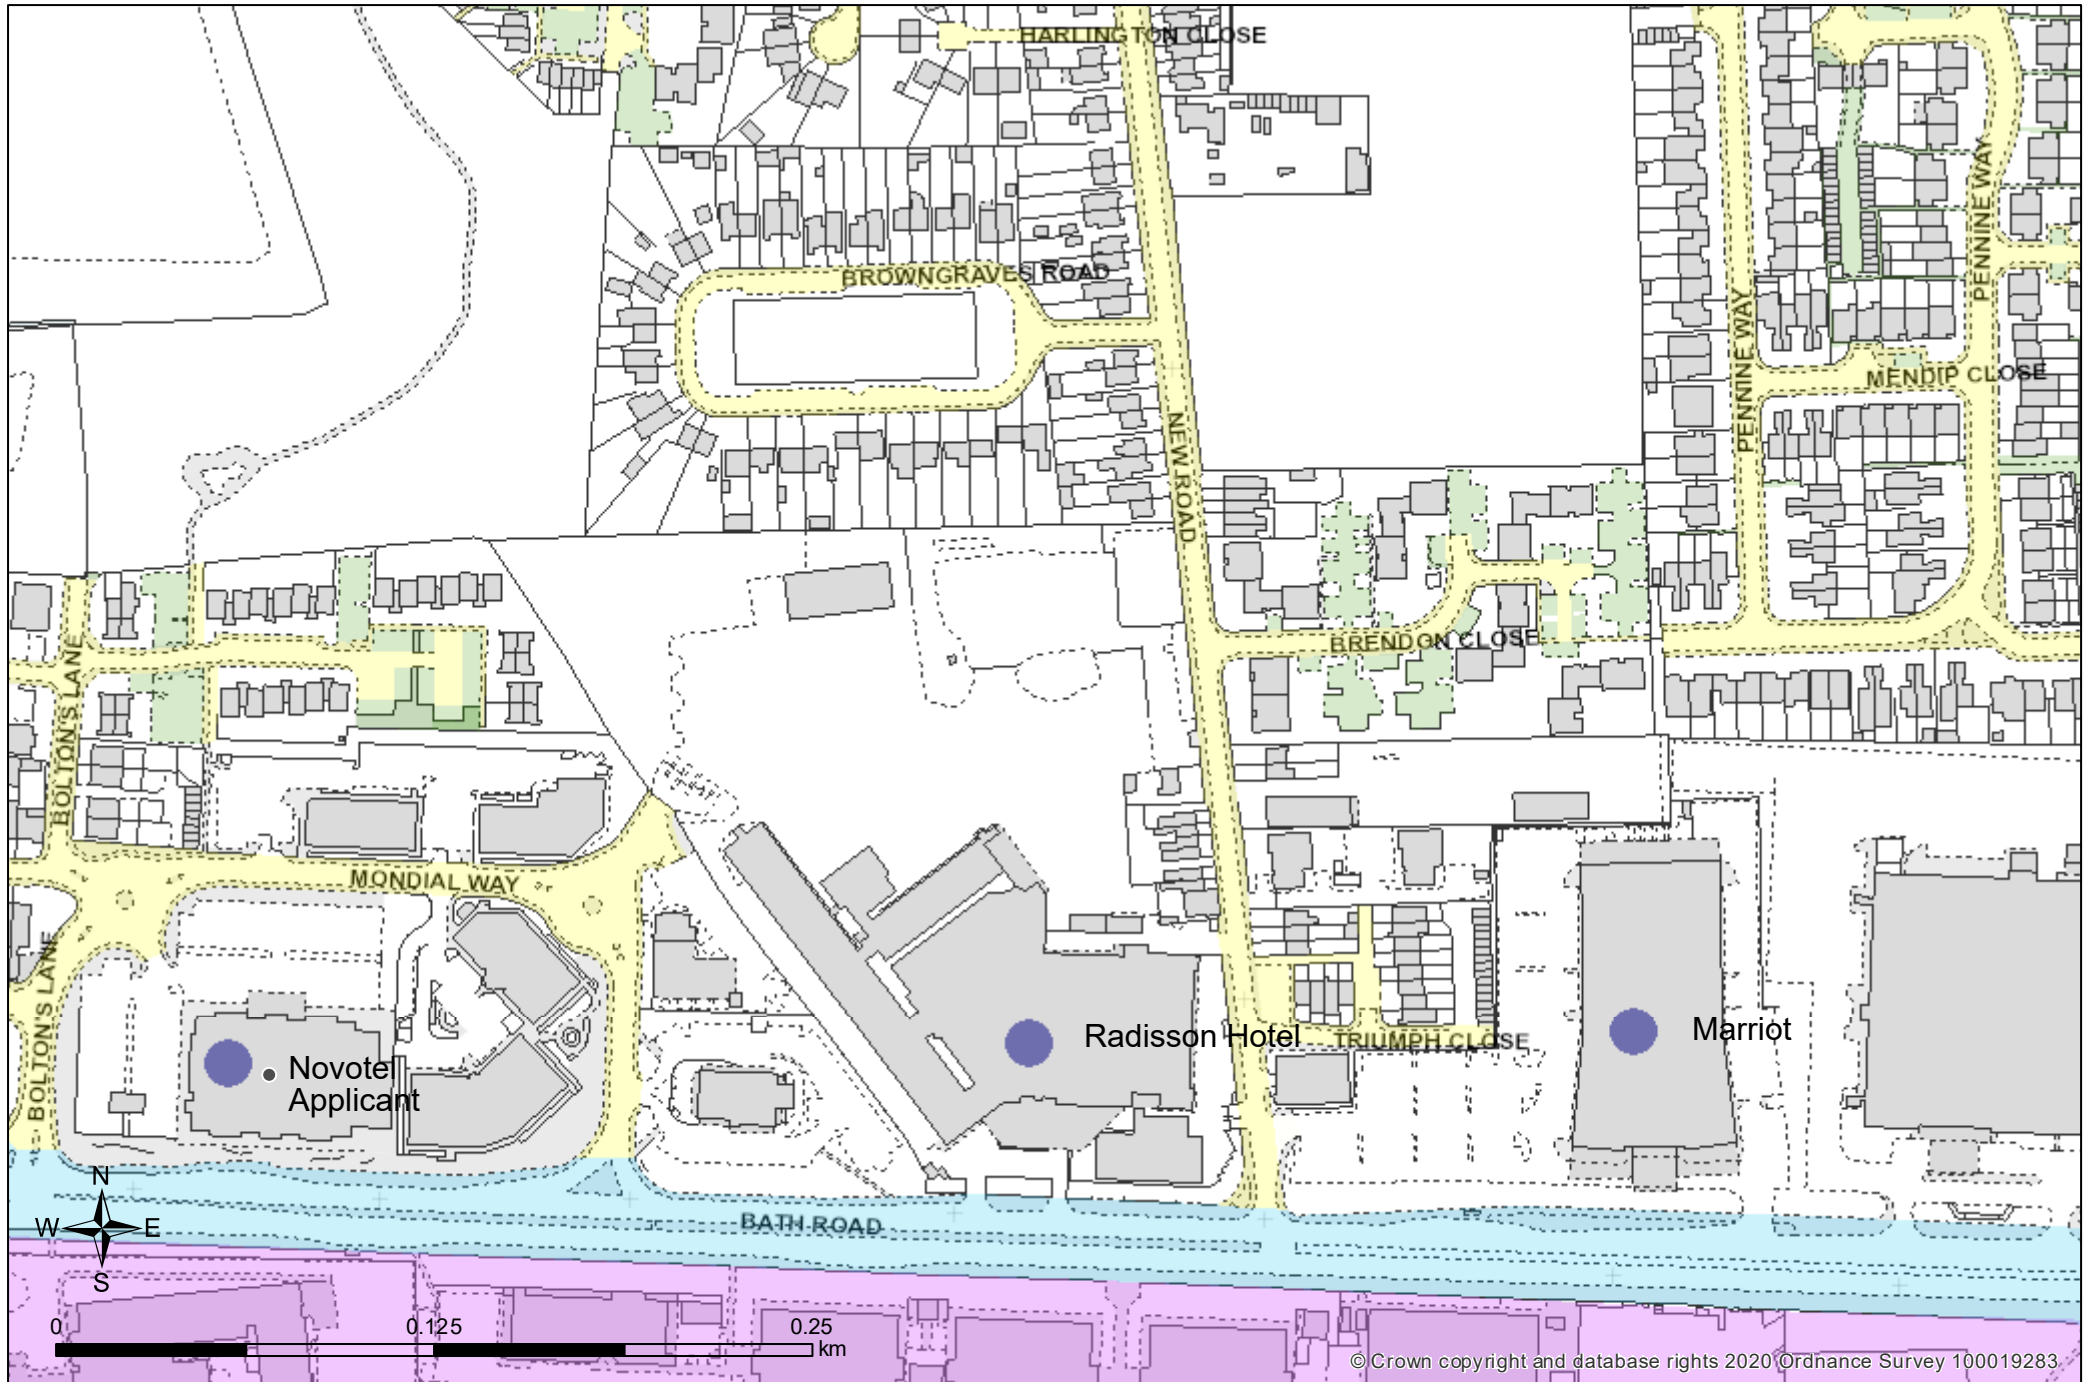 HARLINGTON CLOSE
PENNINE WAY
BROWNGRAVES ROAD
PENNINE WAY
MENDIP CLOSE
NEW ROAD
BRENDON CLOSE
BOLTON'S LANE
MONDIAL WAY
BOLTON'S LANE
Novotel
Applicant
Radisson Hotel
TRIUMPH CLOSE
Marriot
N
W E
S
BATH ROAD
0 0.125 0.25
km
© Crown copyright and database rights 2020 Ordnance Survey 100019283